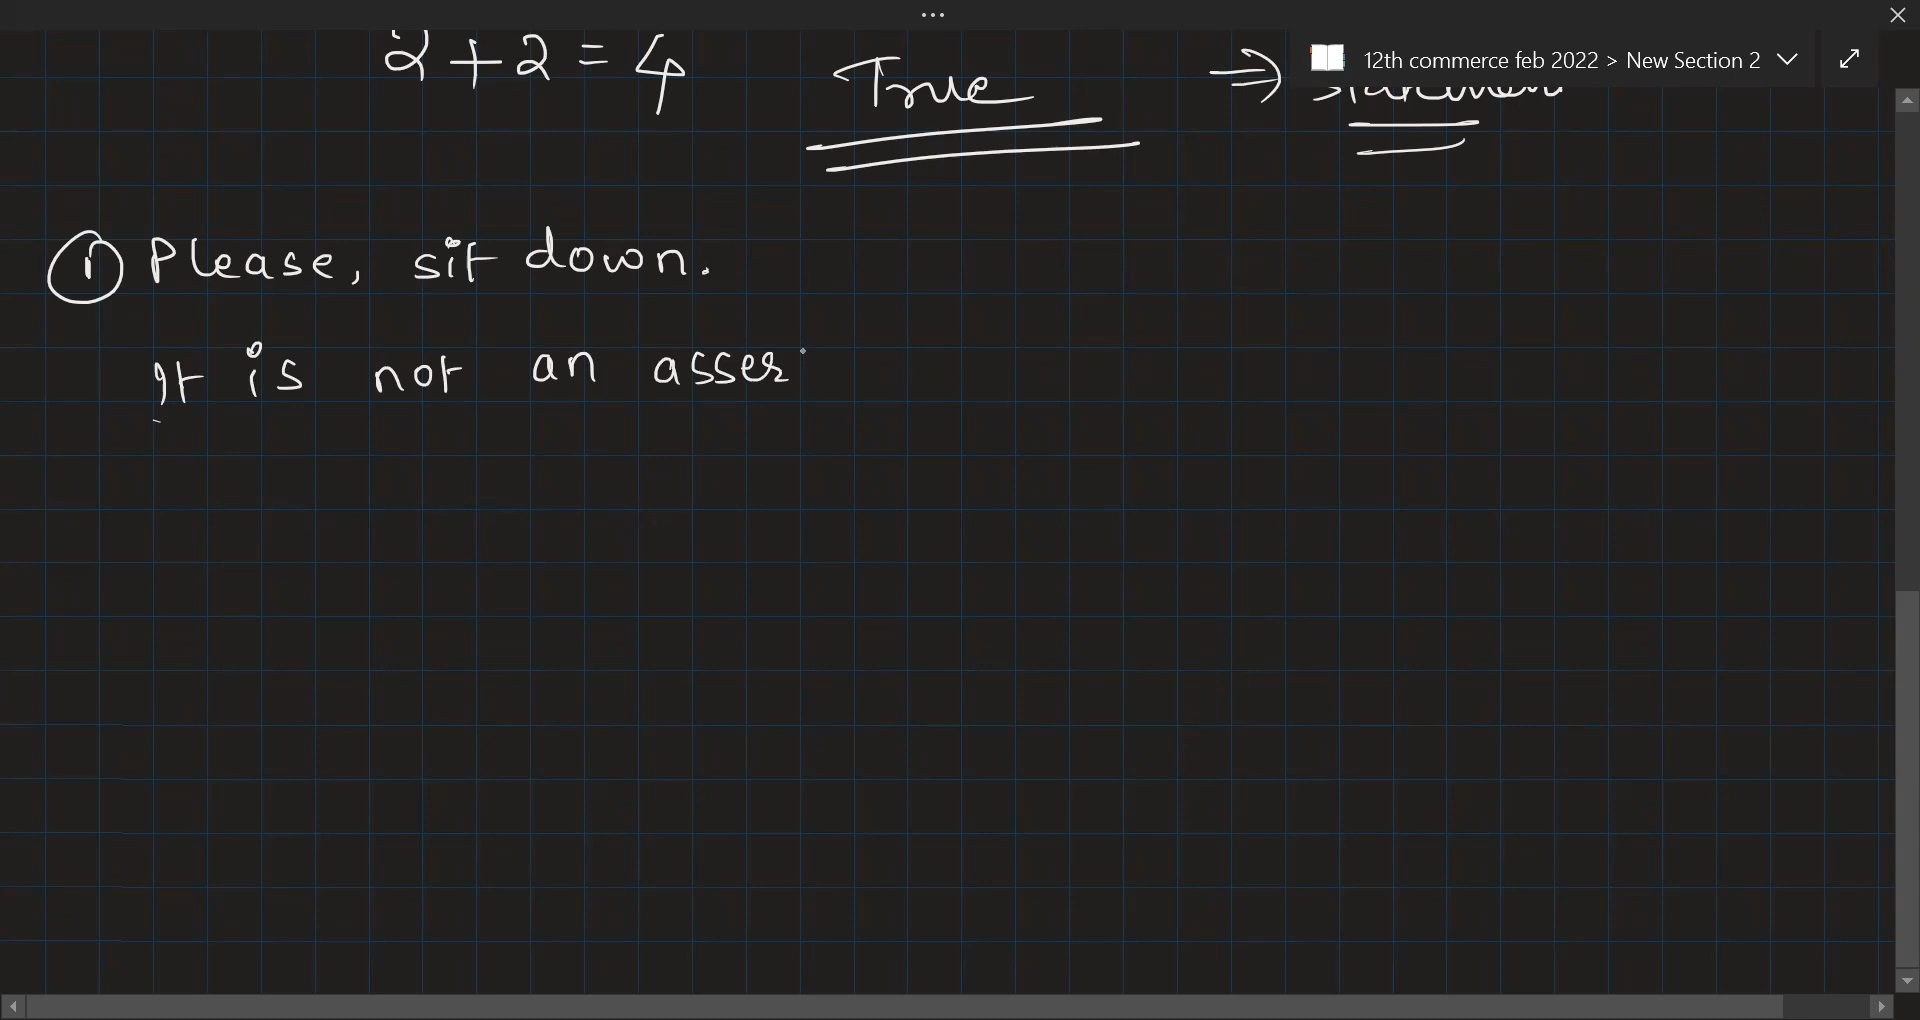 12th commerce feb 2022 > New Section 2
2+2=4 True ⇒ statement
① Please, sit down.
It is not an asser